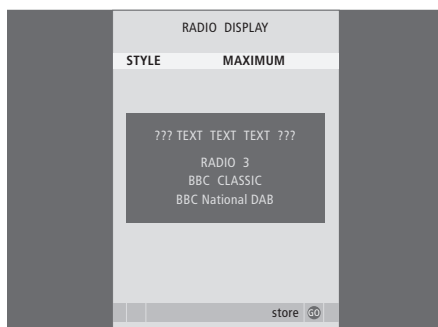 RADIO DISPLAY
STYLE MAXIMUM
??? TEXT TEXT TEXT ???
RADIO 3
BBC CLASSIC
BBC National DAB
store GO